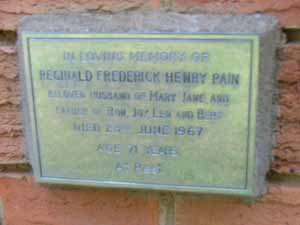 IN LOVING MEMORY OF
REGINALD FREDERICK HENRY PAIN
BELOVED HUSBAND OF MARY JANE AND
FATHER OF RON, JOY, LEN AND BEBS
DIED 24TH JUNE 1967
AGE 71 YEARS
AT REST